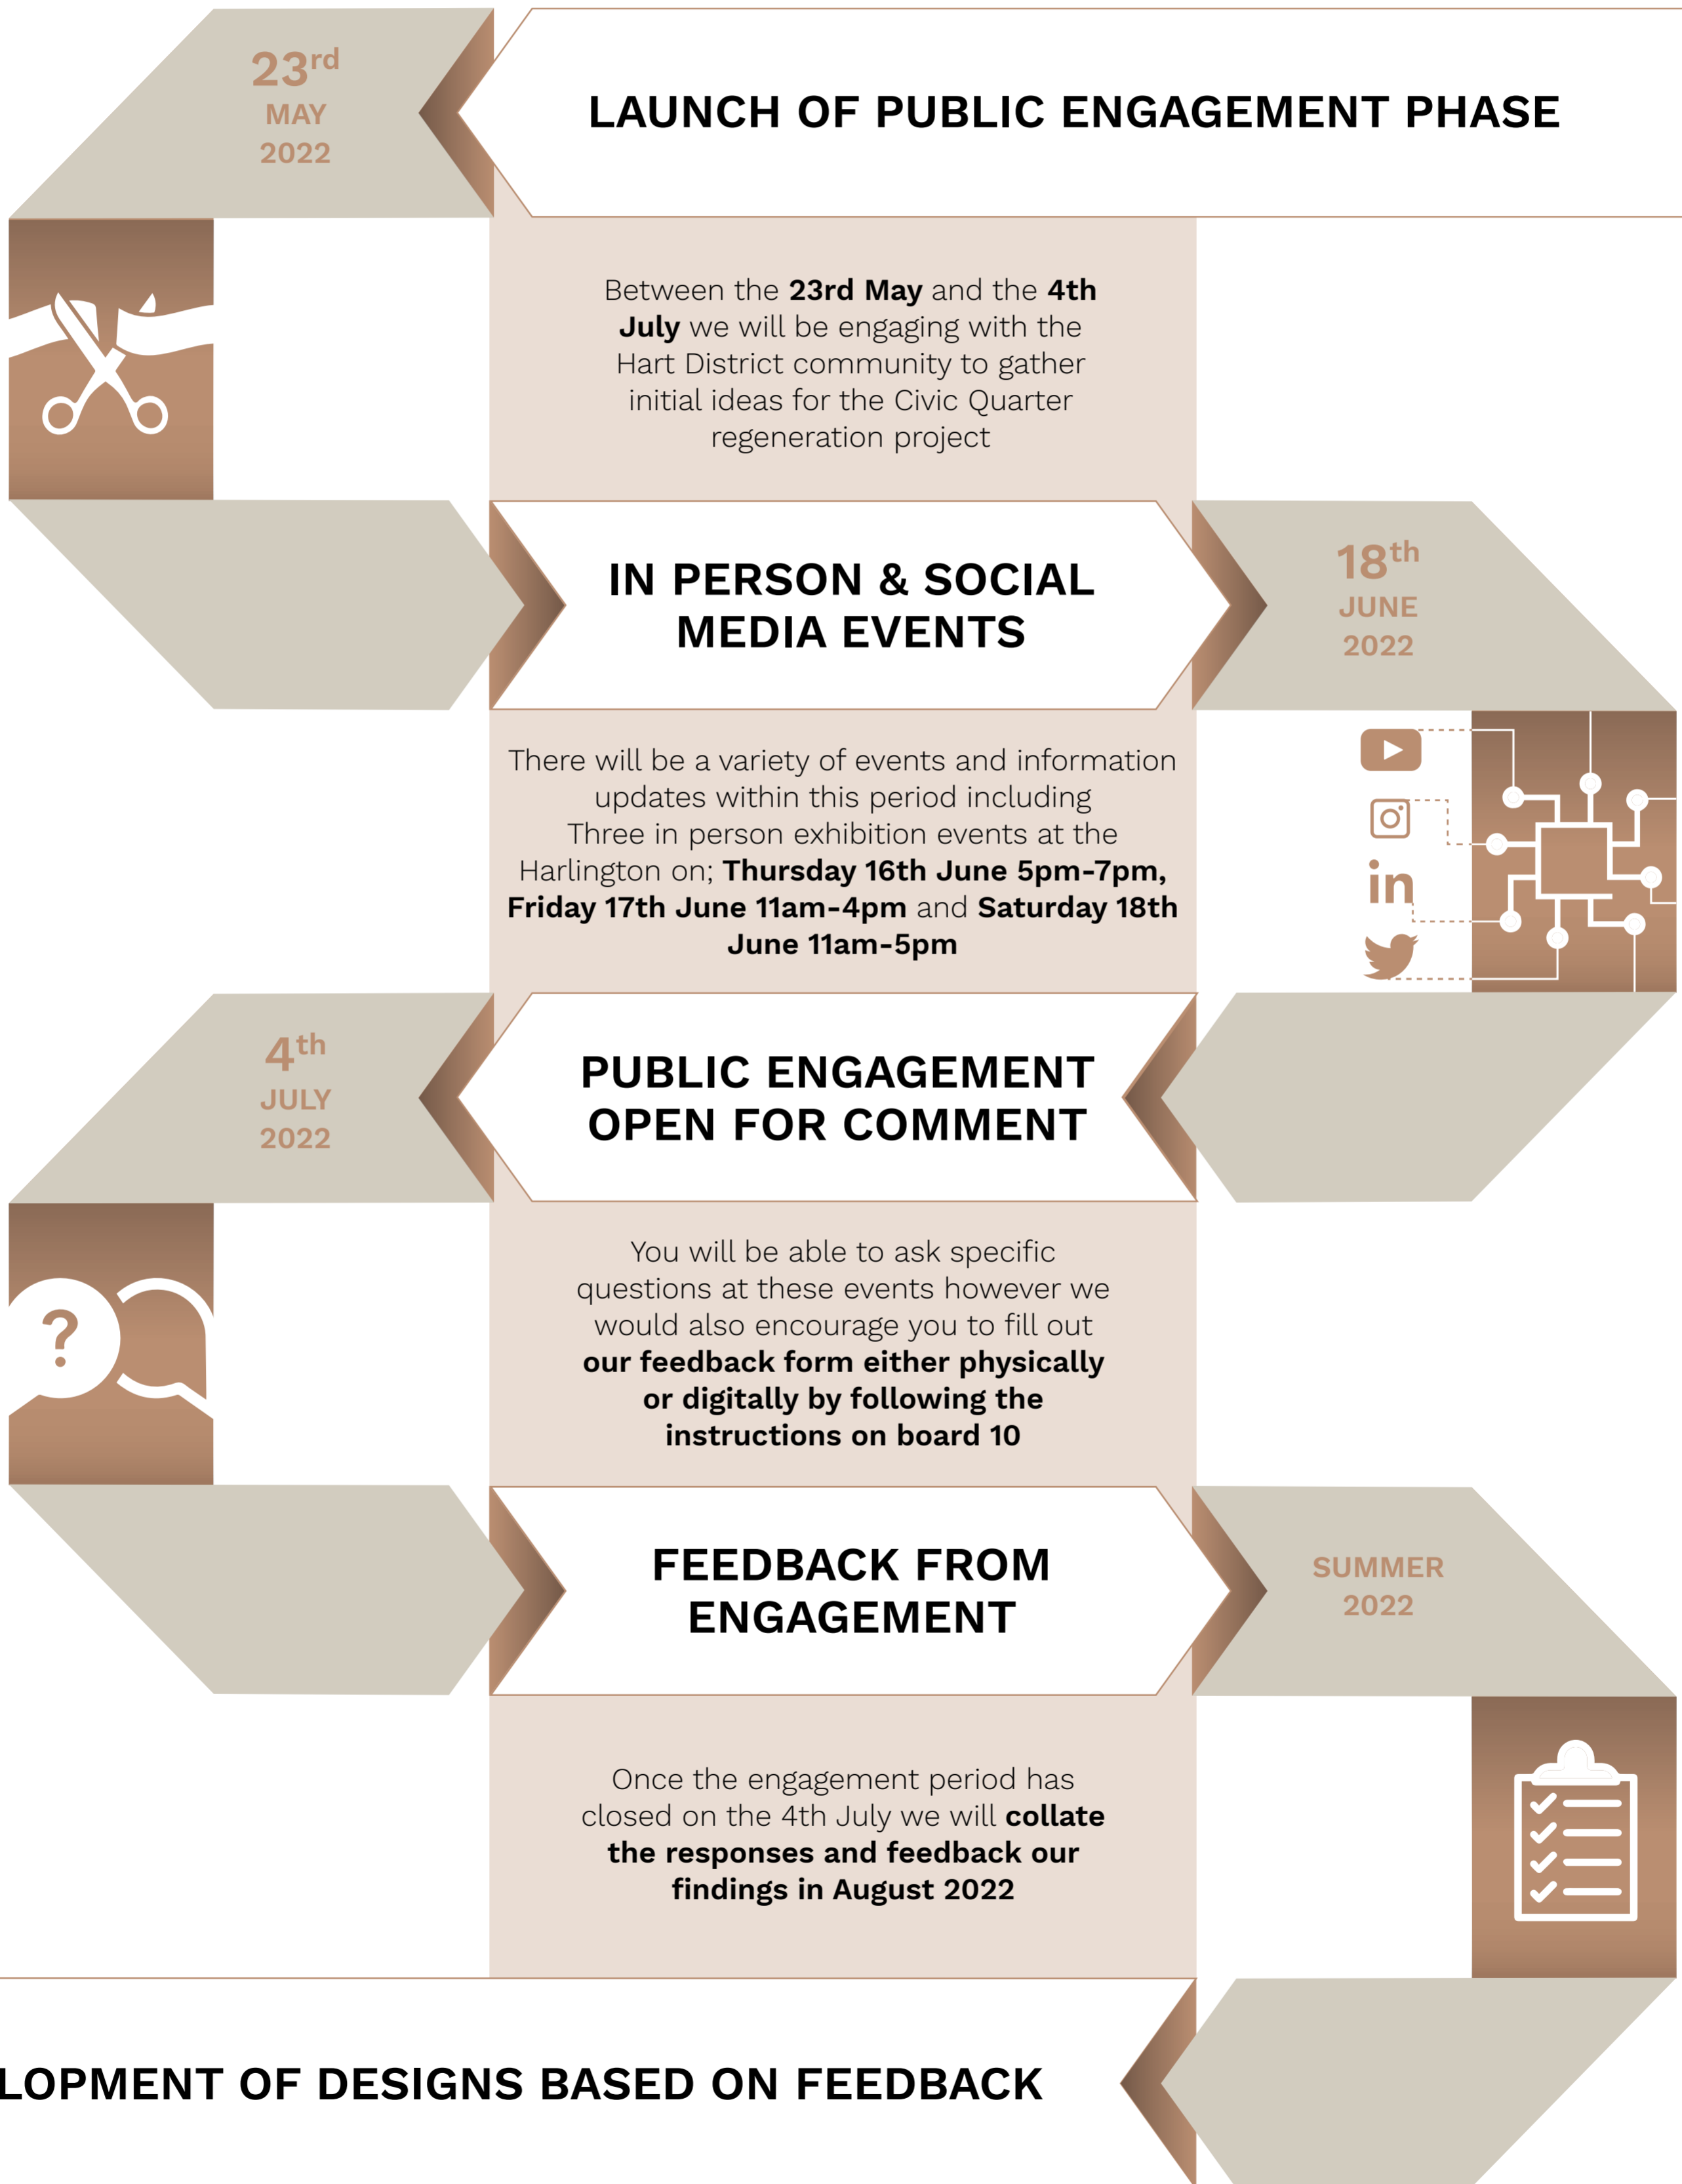 23rd
MAY
2022
LAUNCH OF PUBLIC ENGAGEMENT PHASE
Between the 23rd May and the 4th
July we will be engaging with the
Hart District community to gather
initial ideas for the Civic Quarter
regeneration project
IN PERSON & SOCIAL
MEDIA EVENTS
18th
JUNE
2022
There will be a variety of events and information
updates within this period including
Three in person exhibition events at the
Harlington on; Thursday 16th June 5pm-7pm,
Friday 17th June 11am-4pm and Saturday 18th
June 11am-5pm
in
4th
JULY
2022
PUBLIC ENGAGEMENT
OPEN FOR COMMENT
?
You will be able to ask specific
questions at these events however we
would also encourage you to fill out
our feedback form either physically
or digitally by following the
instructions on board 10
FEEDBACK FROM
ENGAGEMENT
SUMMER
2022
Once the engagement period has
closed on the 4th July we will collate
the responses and feedback our
findings in August 2022
LOPMENT OF DESIGNS BASED ON FEEDBACK